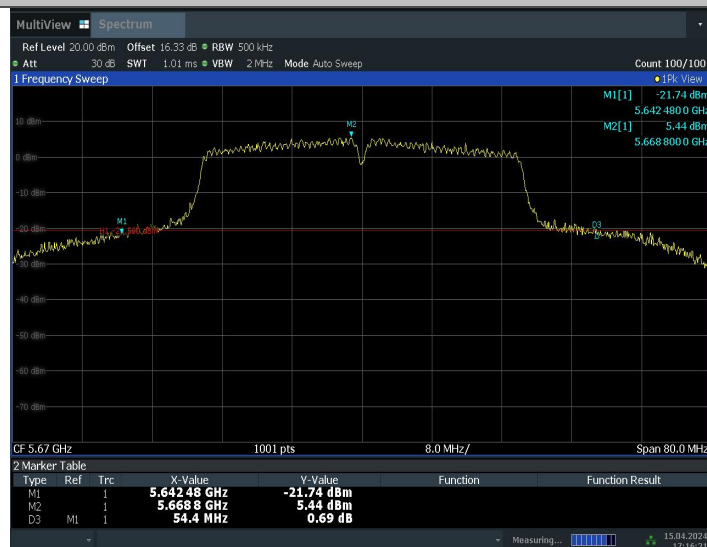 MultiView Spectrum
Ref Level 20.00 dBm Offset 16.33 dB RBW 500 kHz
Att 30 dB SWT 1.01 ms VBW 2 MHz Mode Auto Sweep Count 100/100
1 Frequency Sweep 1Pk View
M1[1] -21.74 dBm
5.642 480 0 GHz
10 dBm M2 M2[1] 5.44 dBm
5.668 800 0 GHz
0 dBm
-10 dBm
M1
-20 dBm D3
-30 dBm
-40 dBm
-50 dBm
-60 dBm
-70 dBm
CF 5.67 GHz 1001 pts 8.0 MHz/ Span 80.0 MHz
2 Marker Table
Type Ref Trc X-Value Y-Value Function Function Result
M1 1 5.642 48 GHz -21.74 dBm
M2 1 5.668 8 GHz 5.44 dBm
D3 M1 1 54.4 MHz 0.69 dB
Measuring... 15.04.2024
17:16:21